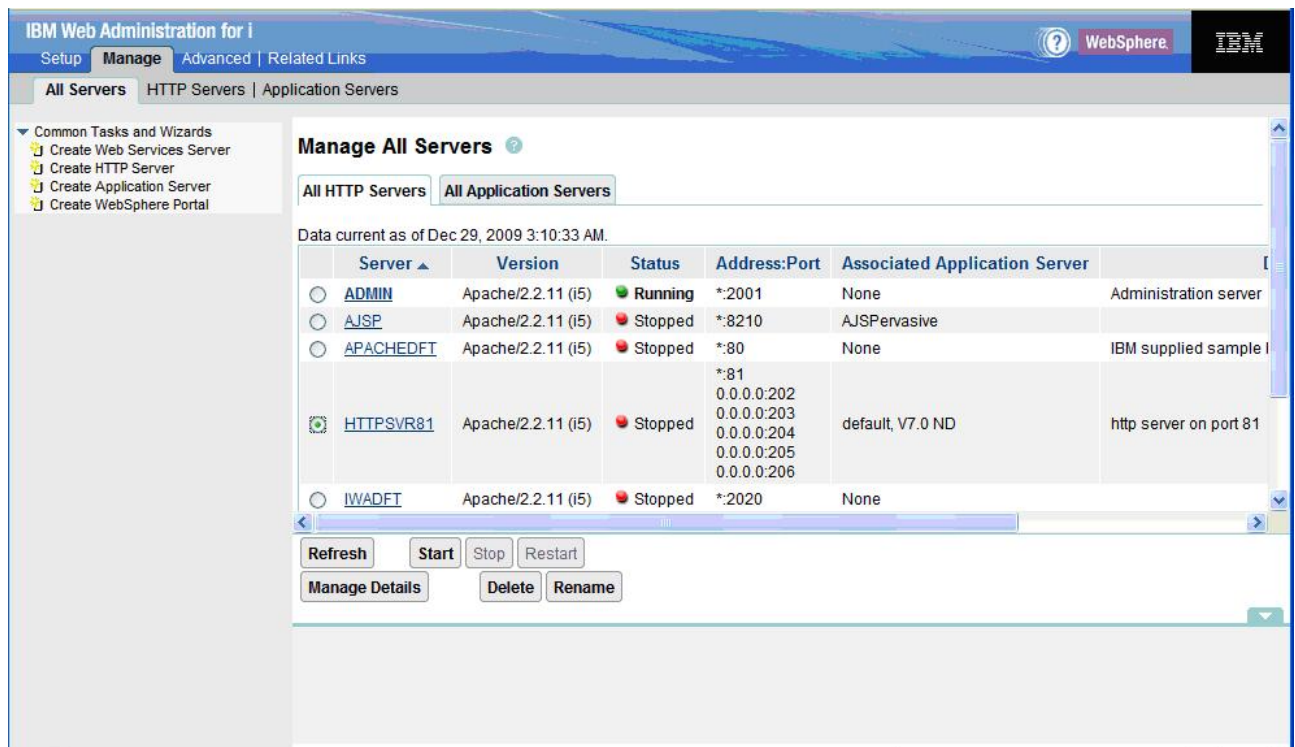 IBM Web Administration for i
Setup Manage Advanced | Related Links
? WebSphere. IBM
All Servers HTTP Servers | Application Servers
Common Tasks and Wizards
Create Web Services Server
Create HTTP Server
Create Application Server
Create WebSphere Portal
Manage All Servers ?
All HTTP Servers All Application Servers
Data current as of Dec 29, 2009 3:10:33 AM.
Server Version Status Address:Port Associated Application Server
ADMIN Apache/2.2.11 (i5) Running *:2001 None Administration server
AJSP Apache/2.2.11 (i5) Stopped *:8210 AJSPervasive
APACHEDFT Apache/2.2.11 (i5) Stopped *:80 None IBM supplied sample
HTTPSVR81 Apache/2.2.11 (i5) Stopped *:81
0.0.0.0:202
0.0.0.0:203
0.0.0.0:204
0.0.0.0:205
0.0.0.0:206
default, V7.0 ND http server on port 81
IWADFT Apache/2.2.11 (i5) Stopped *:2020 None
Refresh Start Stop Restart
Manage Details Delete Rename